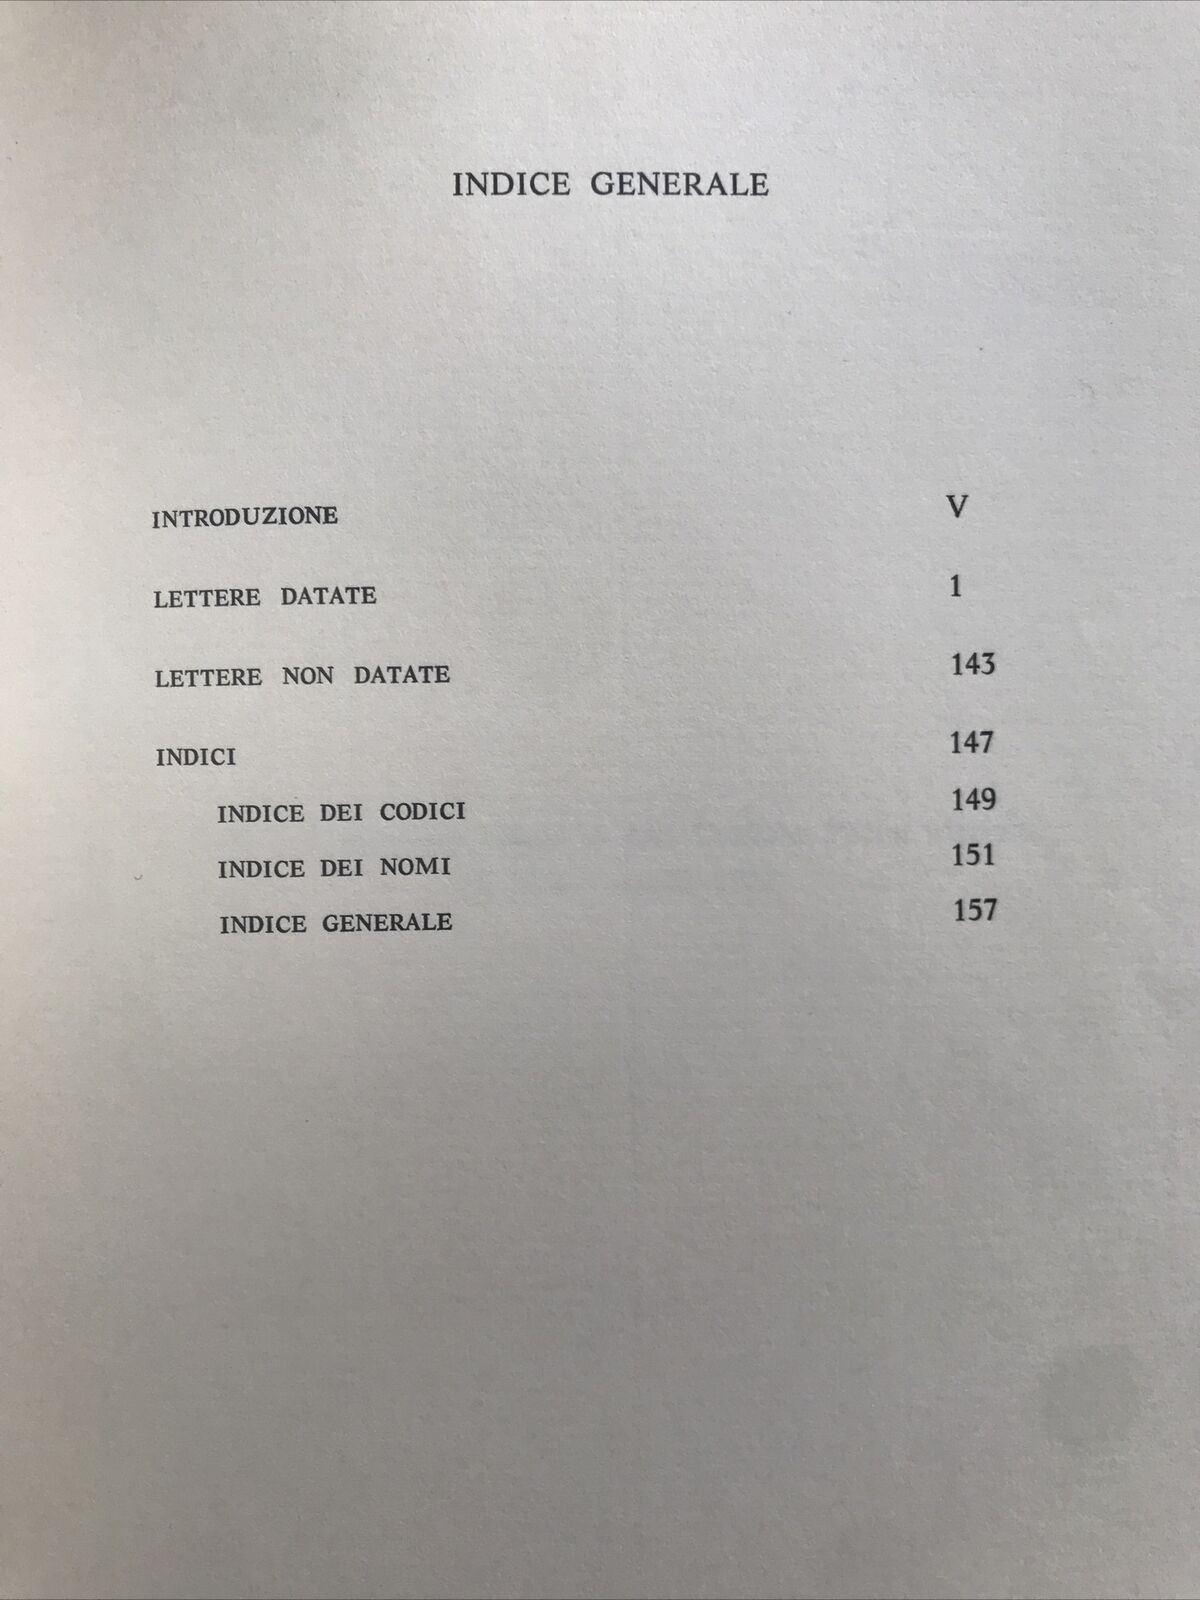 INDICE GENERALE
INTRODUZIONE V
LETTERE DATATE 1
LETTERE NON DATATE 143
INDICI 147
INDICE DEI CODICI 149
INDICE DEI NOMI 151
INDICE GENERALE 157